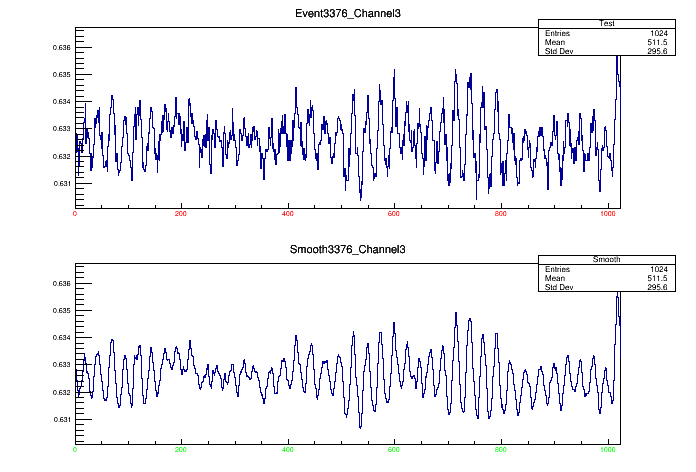 Event3376_Channel3
Test
Entries 1024
Mean 511.5
Std Dev 295.6
0.636
0.635
0.634
0.633
0.632
0.631
0 200 400 600 800 1000
Smooth3376_Channel3
Smooth
Entries 1024
Mean 511.5
Std Dev 295.6
0.636
0.635
0.634
0.633
0.632
0.631
0 200 400 600 800 1000